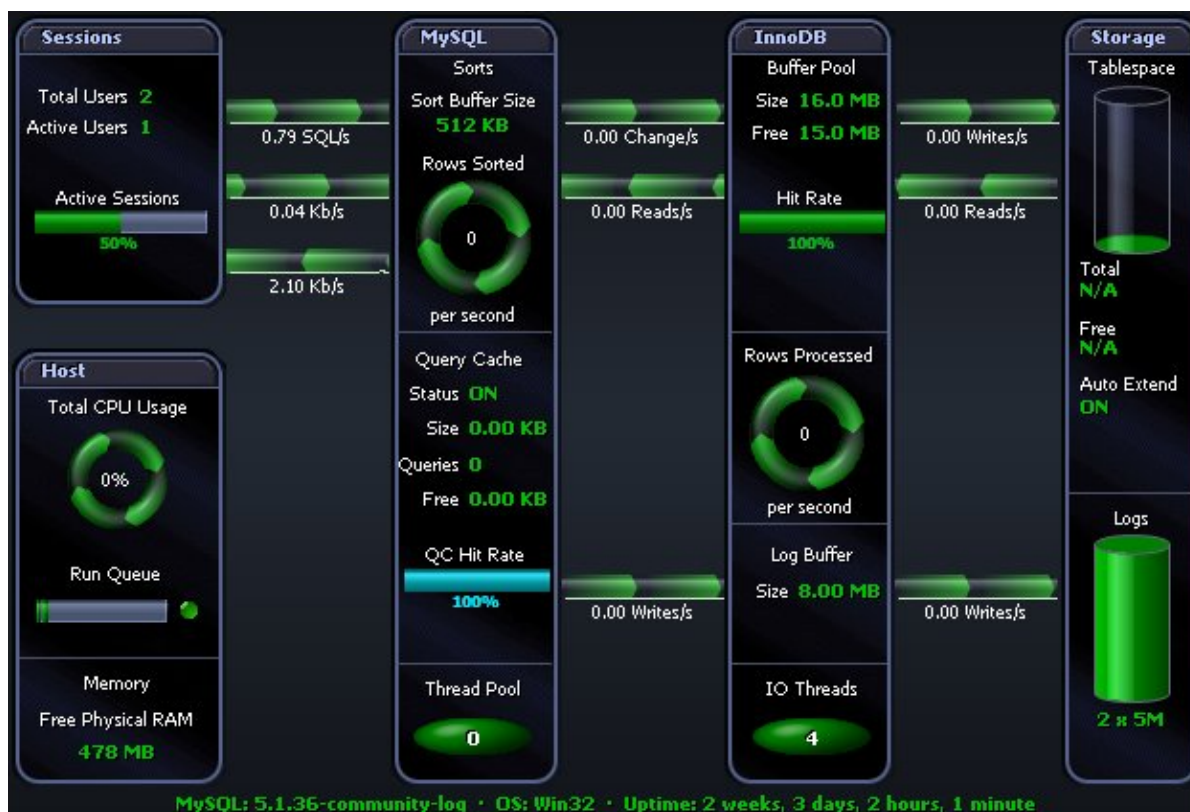 Sessions
Total Users 2
Active Users 1
Active Sessions
50%
0.79 SQL/s
0.04 Kb/s
2.10 Kb/s
Host
Total CPU Usage
0%
Run Queue
Memory
Free Physical RAM
478 MB
MySQL
Sorts
Sort Buffer Size
512 KB
Rows Sorted
0
per second
Query Cache
Status ON
Size 0.00 KB
Queries 0
Free 0.00 KB
QC Hit Rate
100%
Thread Pool
0
0.00 Change/s
0.00 Reads/s
0.00 Writes/s
InnoDB
Buffer Pool
Size 16.0 MB
Free 15.0 MB
Hit Rate
100%
Rows Processed
0
per second
Log Buffer
Size 8.00 MB
IO Threads
4
0.00 Writes/s
0.00 Reads/s
0.00 Writes/s
Storage
Tablespace
Total
N/A
Free
N/A
Auto Extend
ON
Logs
2 x 5M
MySQL: 5.1.36-community-log · OS: Win32 · Uptime: 2 weeks, 3 days, 2 hours, 1 minute